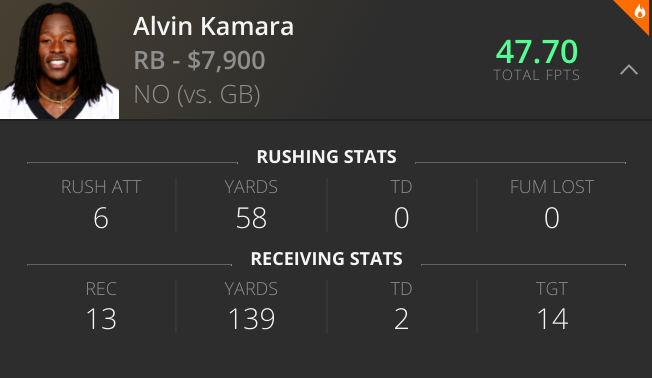 Alvin Kamara
RB - $7,900
NO (vs. GB)
47.70
TOTAL FPTS
RUSHING STATS
RUSH ATT YARDS TD FUM LOST
6 58 0 0
RECEIVING STATS
REC YARDS TD TGT
13 139 2 14